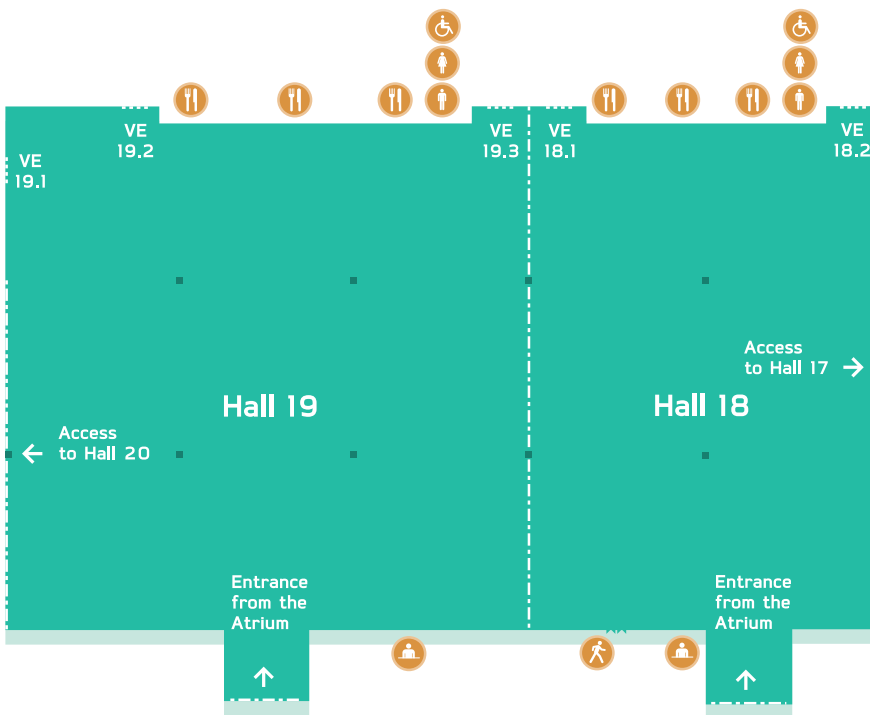 VE
19.1
VE
19.2
VE
19.3
VE
18.1
VE
18.2
Access
to Hall 17
Hall 19
Hall 18
Access
to Hall 20
Entrance
from the
Atrium
Entrance
from the
Atrium